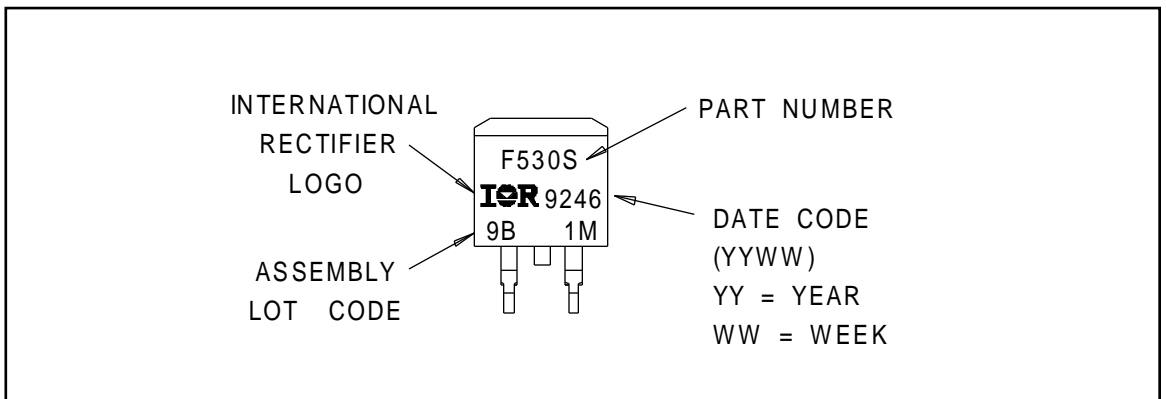 INTERNATIONAL
RECTIFIER
LOGO
ASSEMBLY
LOT CODE
F530S
IOR 9246
9B 1M
PART NUMBER
DATE CODE
(YYWW)
YY = YEAR
WW = WEEK